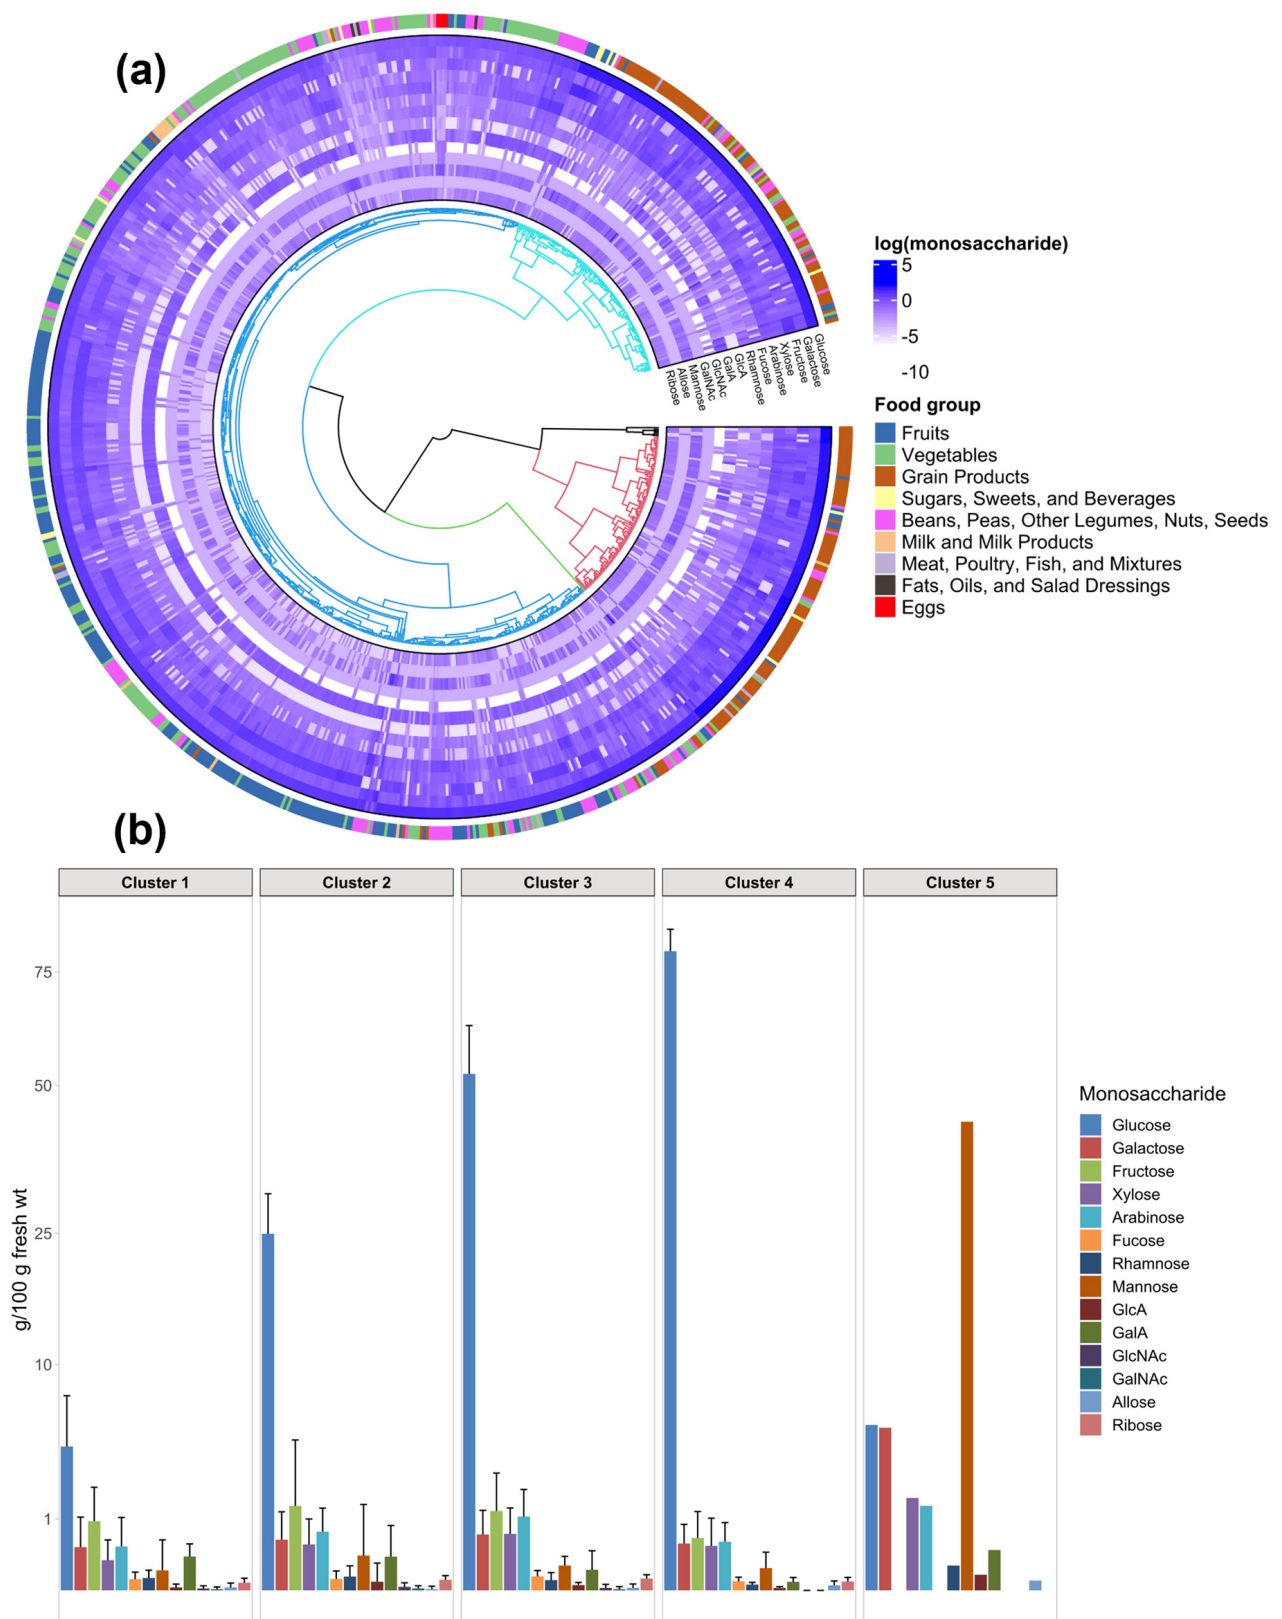 (a)
log(monosaccharide)
5
0
-5
-10
Glucose
Galactose
Fructose
Xylose
Arabinose
Fucose
Rhamnose
GlcA
GalA
GlcNAc
GalNAc
Mannose
Allose
Ribose
Food group
Fruits
Vegetables
Grain Products
Sugars, Sweets, and Beverages
Beans, Peas, Other Legumes, Nuts, Seeds
Milk and Milk Products
Meat, Poultry, Fish, and Mixtures
Fats, Oils, and Salad Dressings
Eggs
(b)
Cluster 1
Cluster 2
Cluster 3
Cluster 4
Cluster 5
75
50
25
10
1
g/100 g fresh wt
Monosaccharide
Glucose
Galactose
Fructose
Xylose
Arabinose
Fucose
Rhamnose
Mannose
GlcA
GalA
GlcNAc
GalNAc
Allose
Ribose